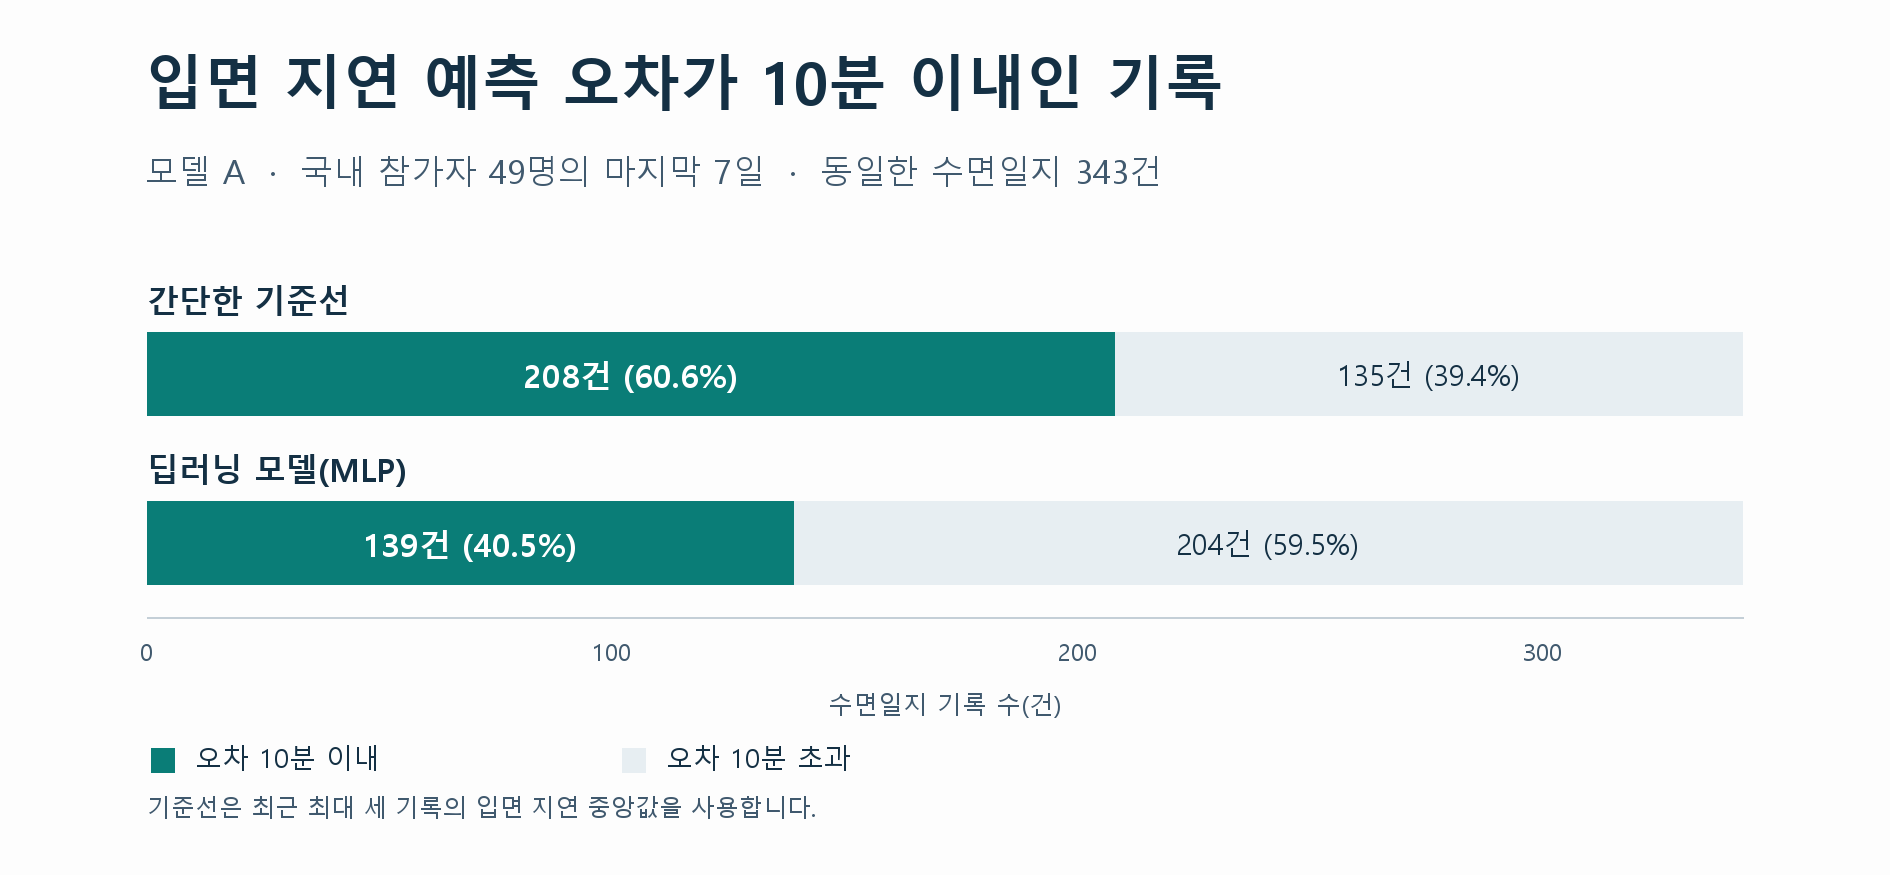 입면 지연 예측 오차가 10분 이내인 기록
모델 A · 국내 참가자 49명의 마지막 7일 · 동일한 수면일지 343건
간단한 기준선
208건 (60.6%)
135건 (39.4%)
딥러닝 모델(MLP)
139건 (40.5%)
204건 (59.5%)
0 100 200 300
수면일지 기록 수(건)
오차 10분 이내 오차 10분 초과
기준선은 최근 최대 세 기록의 입면 지연 중앙값을 사용합니다.